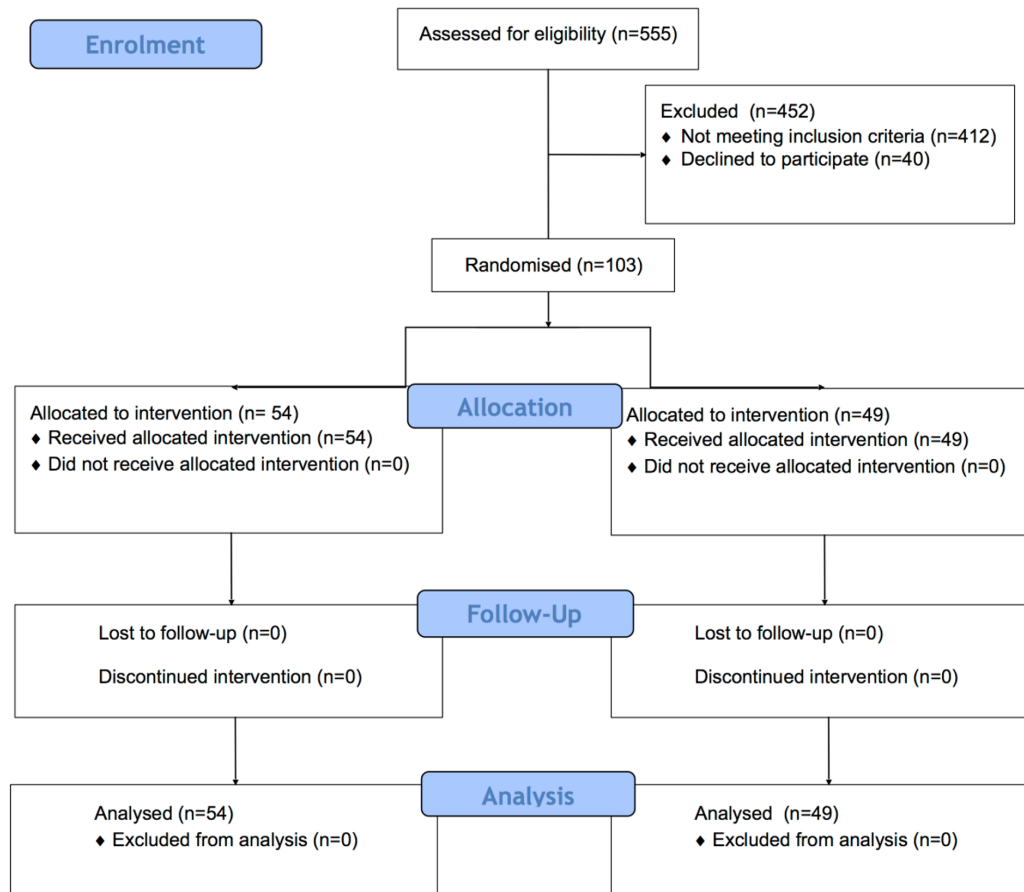 Enrolment
Assessed for eligibility (n=555)
Excluded (n=452)
♦ Not meeting inclusion criteria (n=412)
♦ Declined to participate (n=40)
Randomised (n=103)
Allocation
Allocated to intervention (n= 54)
♦ Received allocated intervention (n=54)
♦ Did not receive allocated intervention (n=0)
Allocated to intervention (n=49)
♦ Received allocated intervention (n=49)
♦ Did not receive allocated intervention (n=0)
Follow-Up
Lost to follow-up (n=0)
Discontinued intervention (n=0)
Lost to follow-up (n=0)
Discontinued intervention (n=0)
Analysis
Analysed (n=54)
♦ Excluded from analysis (n=0)
Analysed (n=49)
♦ Excluded from analysis (n=0)